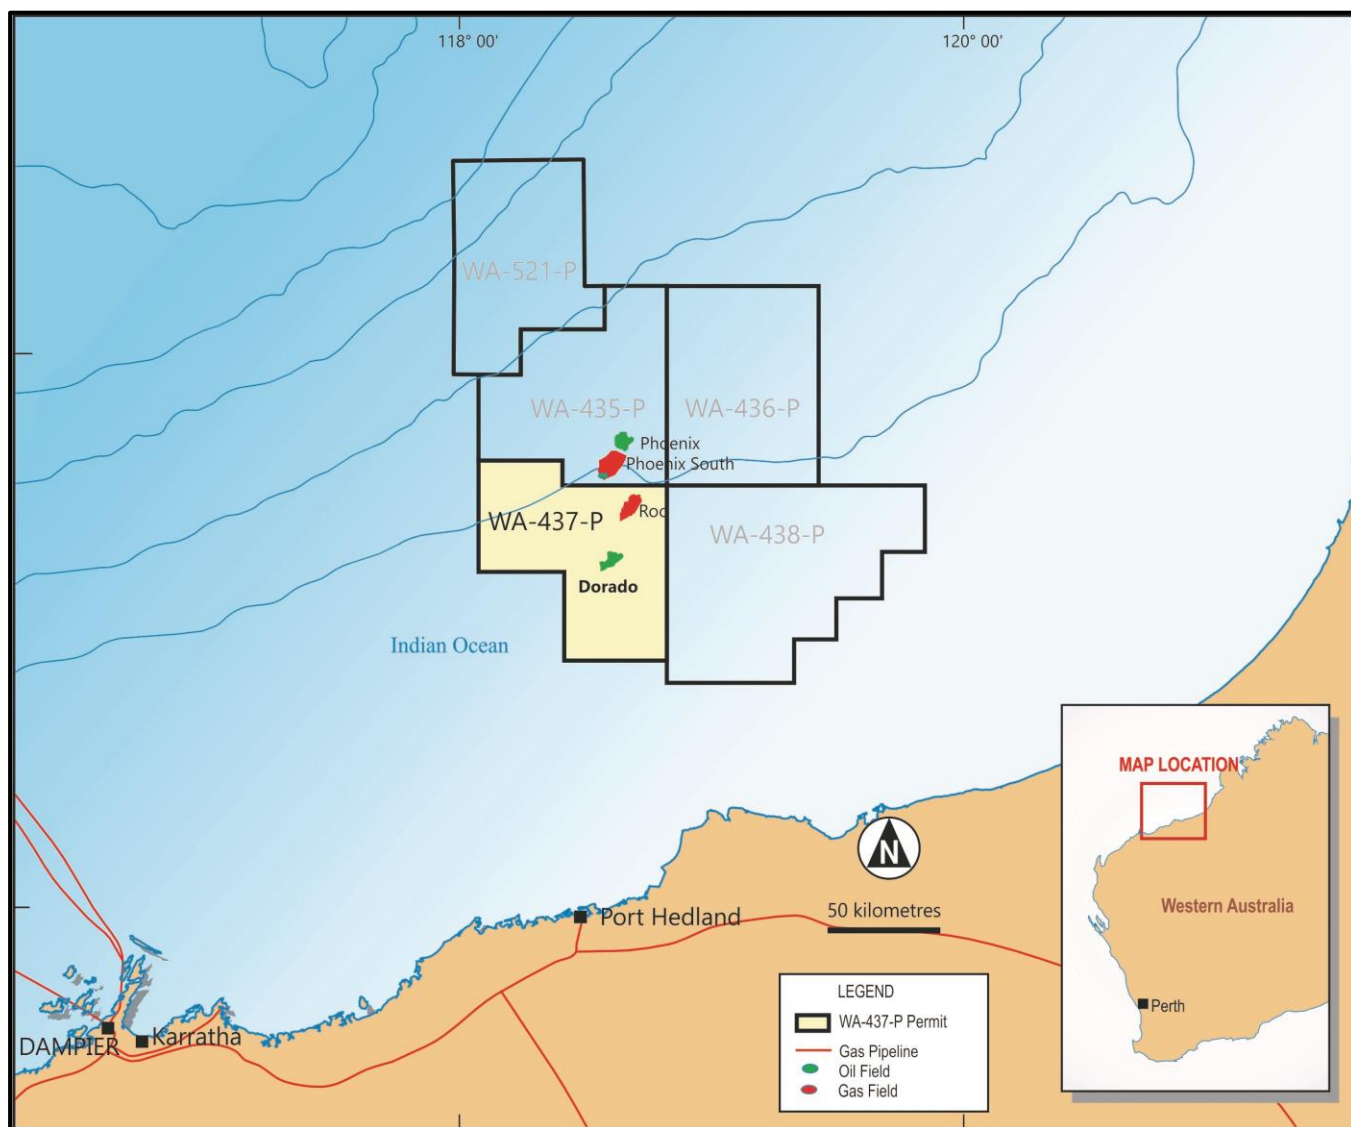 118° 00'
120° 00'
WA-521-P
WA-435-P
WA-436-P
Phoenix
Phoenix South
WA-437-P
Roc
WA-438-P
Dorado
Indian Ocean
MAP LOCATION
Western Australia
Perth
N
50 kilometres
Port Hedland
DAMPIER
Karratha
LEGEND
WA-437-P Permit
Gas Pipeline
Oil Field
Gas Field